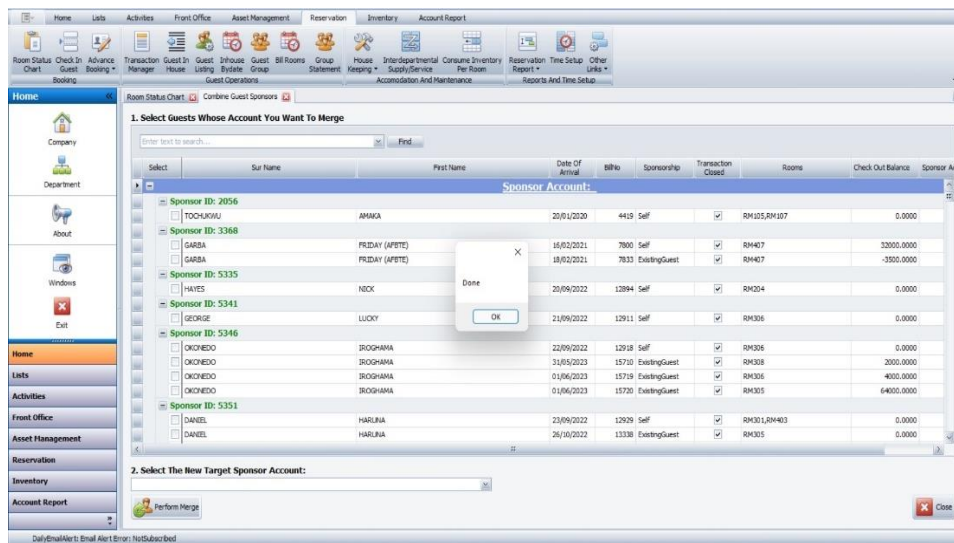 Home Lists Activities Front Office Asset Management Reservation Inventory Account Report
Room Status Chart
Check In Guest
Advance Booking
Transaction Manager
Guest In House
Guest Listing
Inhouse Bydate
Guest Group
Bill Rooms
Group Statement
House Keeping
Interdepartmental Supply/Service
Consume Inventory Per Room
Reservation Report
Time Setup
Other Links
Booking Guest Operations Accomodation And Maintenance Reports And Time Setup
Home
Room Status Chart Combine Guest Sponsors
Company
Department
About
Windows
Exit
Home
Lists
Activities
Front Office
Asset Management
Reservation
Inventory
Account Report
1. Select Guests Whose Account You Want To Merge
Enter text to search... Find
Select Sur Name First Name Date Of Arrival BillNo Sponsorship Transaction Closed Rooms Check Out Balance Sponsor A
Sponsor Account:
Sponsor ID: 2056
TOCHUKWU AMAKA 20/01/2020 4419 Self RM105,RM107 0.0000
Sponsor ID: 3368
GARBA FRIDAY (AFBTE) 16/02/2021 7800 Self RM407 32000.0000
GARBA FRIDAY (AFBTE) 18/02/2021 7833 ExistingGuest RM407 -3500.0000
Sponsor ID: 5335
HAYES NICK 20/09/2022 12894 Self RM204 0.0000
Sponsor ID: 5341
GEORGE LUCKY 21/09/2022 12911 Self RM306 0.0000
Sponsor ID: 5346
OKONEDO IROGHAMA 22/09/2022 12918 Self RM306 0.0000
OKONEDO IROGHAMA 31/05/2023 15710 ExistingGuest RM308 2000.0000
OKONEDO IROGHAMA 01/06/2023 15719 ExistingGuest RM306 4000.0000
OKONEDO IROGHAMA 01/06/2023 15720 ExistingGuest RM305 64000.0000
Sponsor ID: 5351
DANIEL HARUNA 23/09/2022 12929 Self RM301,RM403 0.0000
DANIEL HARUNA 26/10/2022 13338 ExistingGuest RM305 0.0000
Done
OK
2. Select The New Target Sponsor Account:
Perform Merge
Close
DailyEmailAlert: Email Alert Error: NotSubscribed